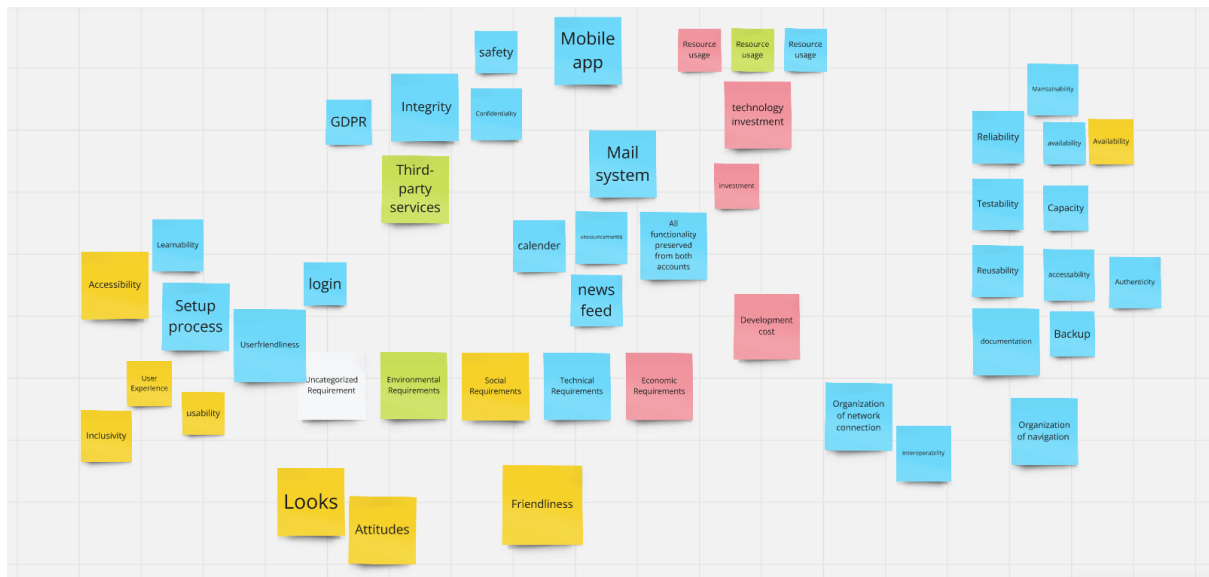 safety
Mobile
app
Resource
usage
Resource
usage
Resource
usage
GDPR
Integrity
Confidentiality
technology
investment
Maintainability
Reliability
availability
Availability
Third-
party
services
Mail
system
investment
Testability
Capacity
Learnability
calender
announcements
All
functionality
preserved
from both
accounts
Accessibility
login
news
feed
Reusability
accessability
Authenticity
Setup
process
Userfriendliness
Development
cost
documentation
Backup
User
Experience
usability
Inclusivity
Uncategorized
Requirement
Environmental
Requirements
Social
Requirements
Technical
Requirements
Economic
Requirements
Organization
of network
connection
Interoperability
Organization
of navigation
Looks
Attitudes
Friendliness